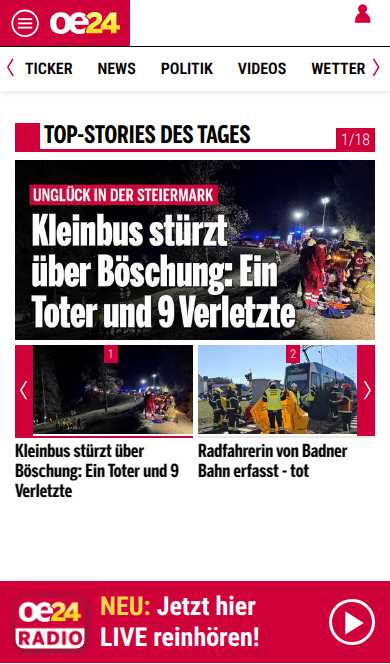 oe24
TICKER NEWS POLITIK VIDEOS WETTER
TOP-STORIES DES TAGES
1/18
UNGLÜCK IN DER STEIERMARK
Kleinbus stürzt
über Böschung: Ein
Toter und 9 Verletzte
1
2
Kleinbus stürzt über
Böschung: Ein Toter und 9
Verletzte
Radfahrerin von Badner
Bahn erfasst - tot
oe24
RADIO
NEU: Jetzt hier
LIVE reinhören!